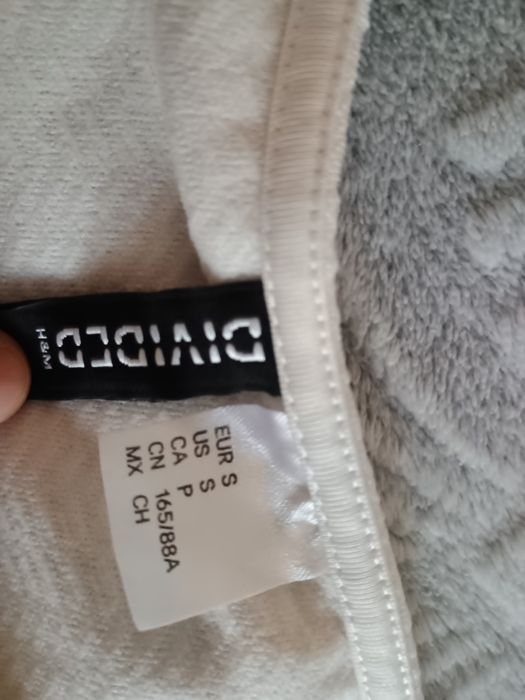 DIVIDED
H&M
EUR S
US S
CA P
CN 165/88A
MX CH